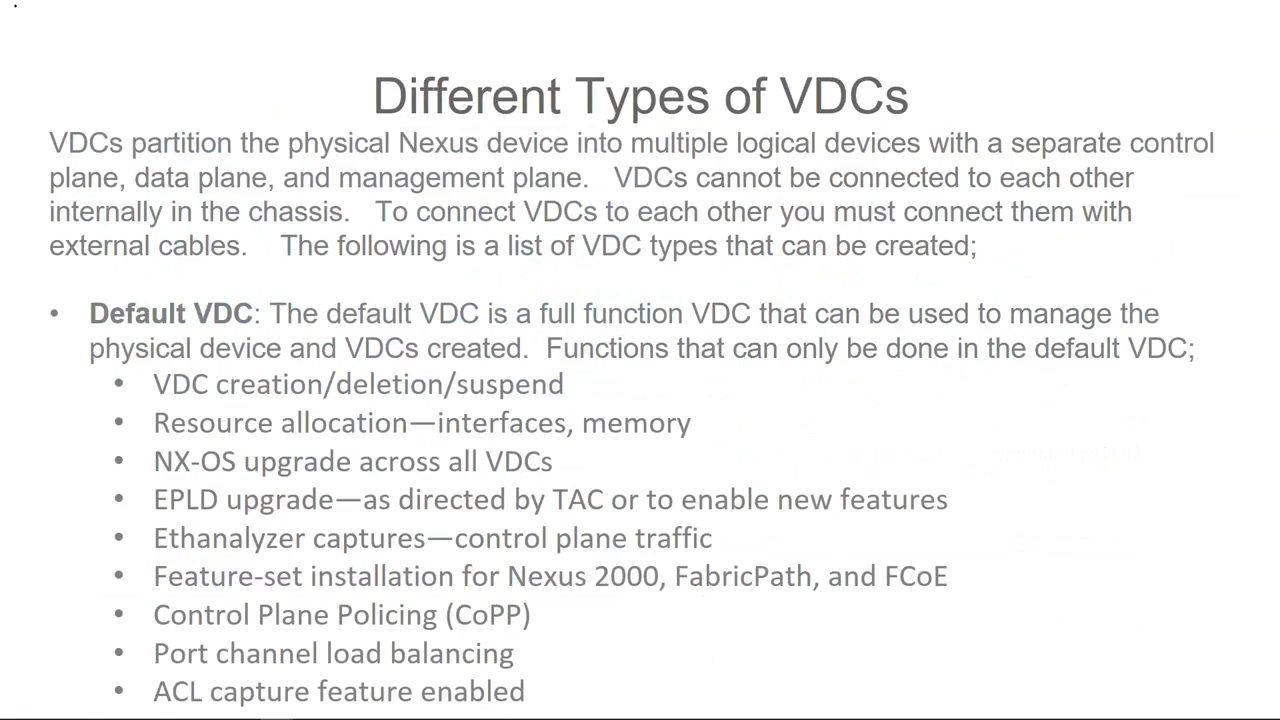 Different Types of VDCs
VDCs partition the physical Nexus device into multiple logical devices with a separate control
plane, data plane, and management plane. VDCs cannot be connected to each other
internally in the chassis. To connect VDCs to each other you must connect them with
external cables. The following is a list of VDC types that can be created;
• Default VDC: The default VDC is a full function VDC that can be used to manage the
physical device and VDCs created. Functions that can only be done in the default VDC;
• VDC creation/deletion/suspend
• Resource allocation—interfaces, memory
• NX-OS upgrade across all VDCs
• EPLD upgrade—as directed by TAC or to enable new features
• Ethanalyzer captures—control plane traffic
• Feature-set installation for Nexus 2000, FabricPath, and FCoE
• Control Plane Policing (CoPP)
• Port channel load balancing
• ACL capture feature enabled